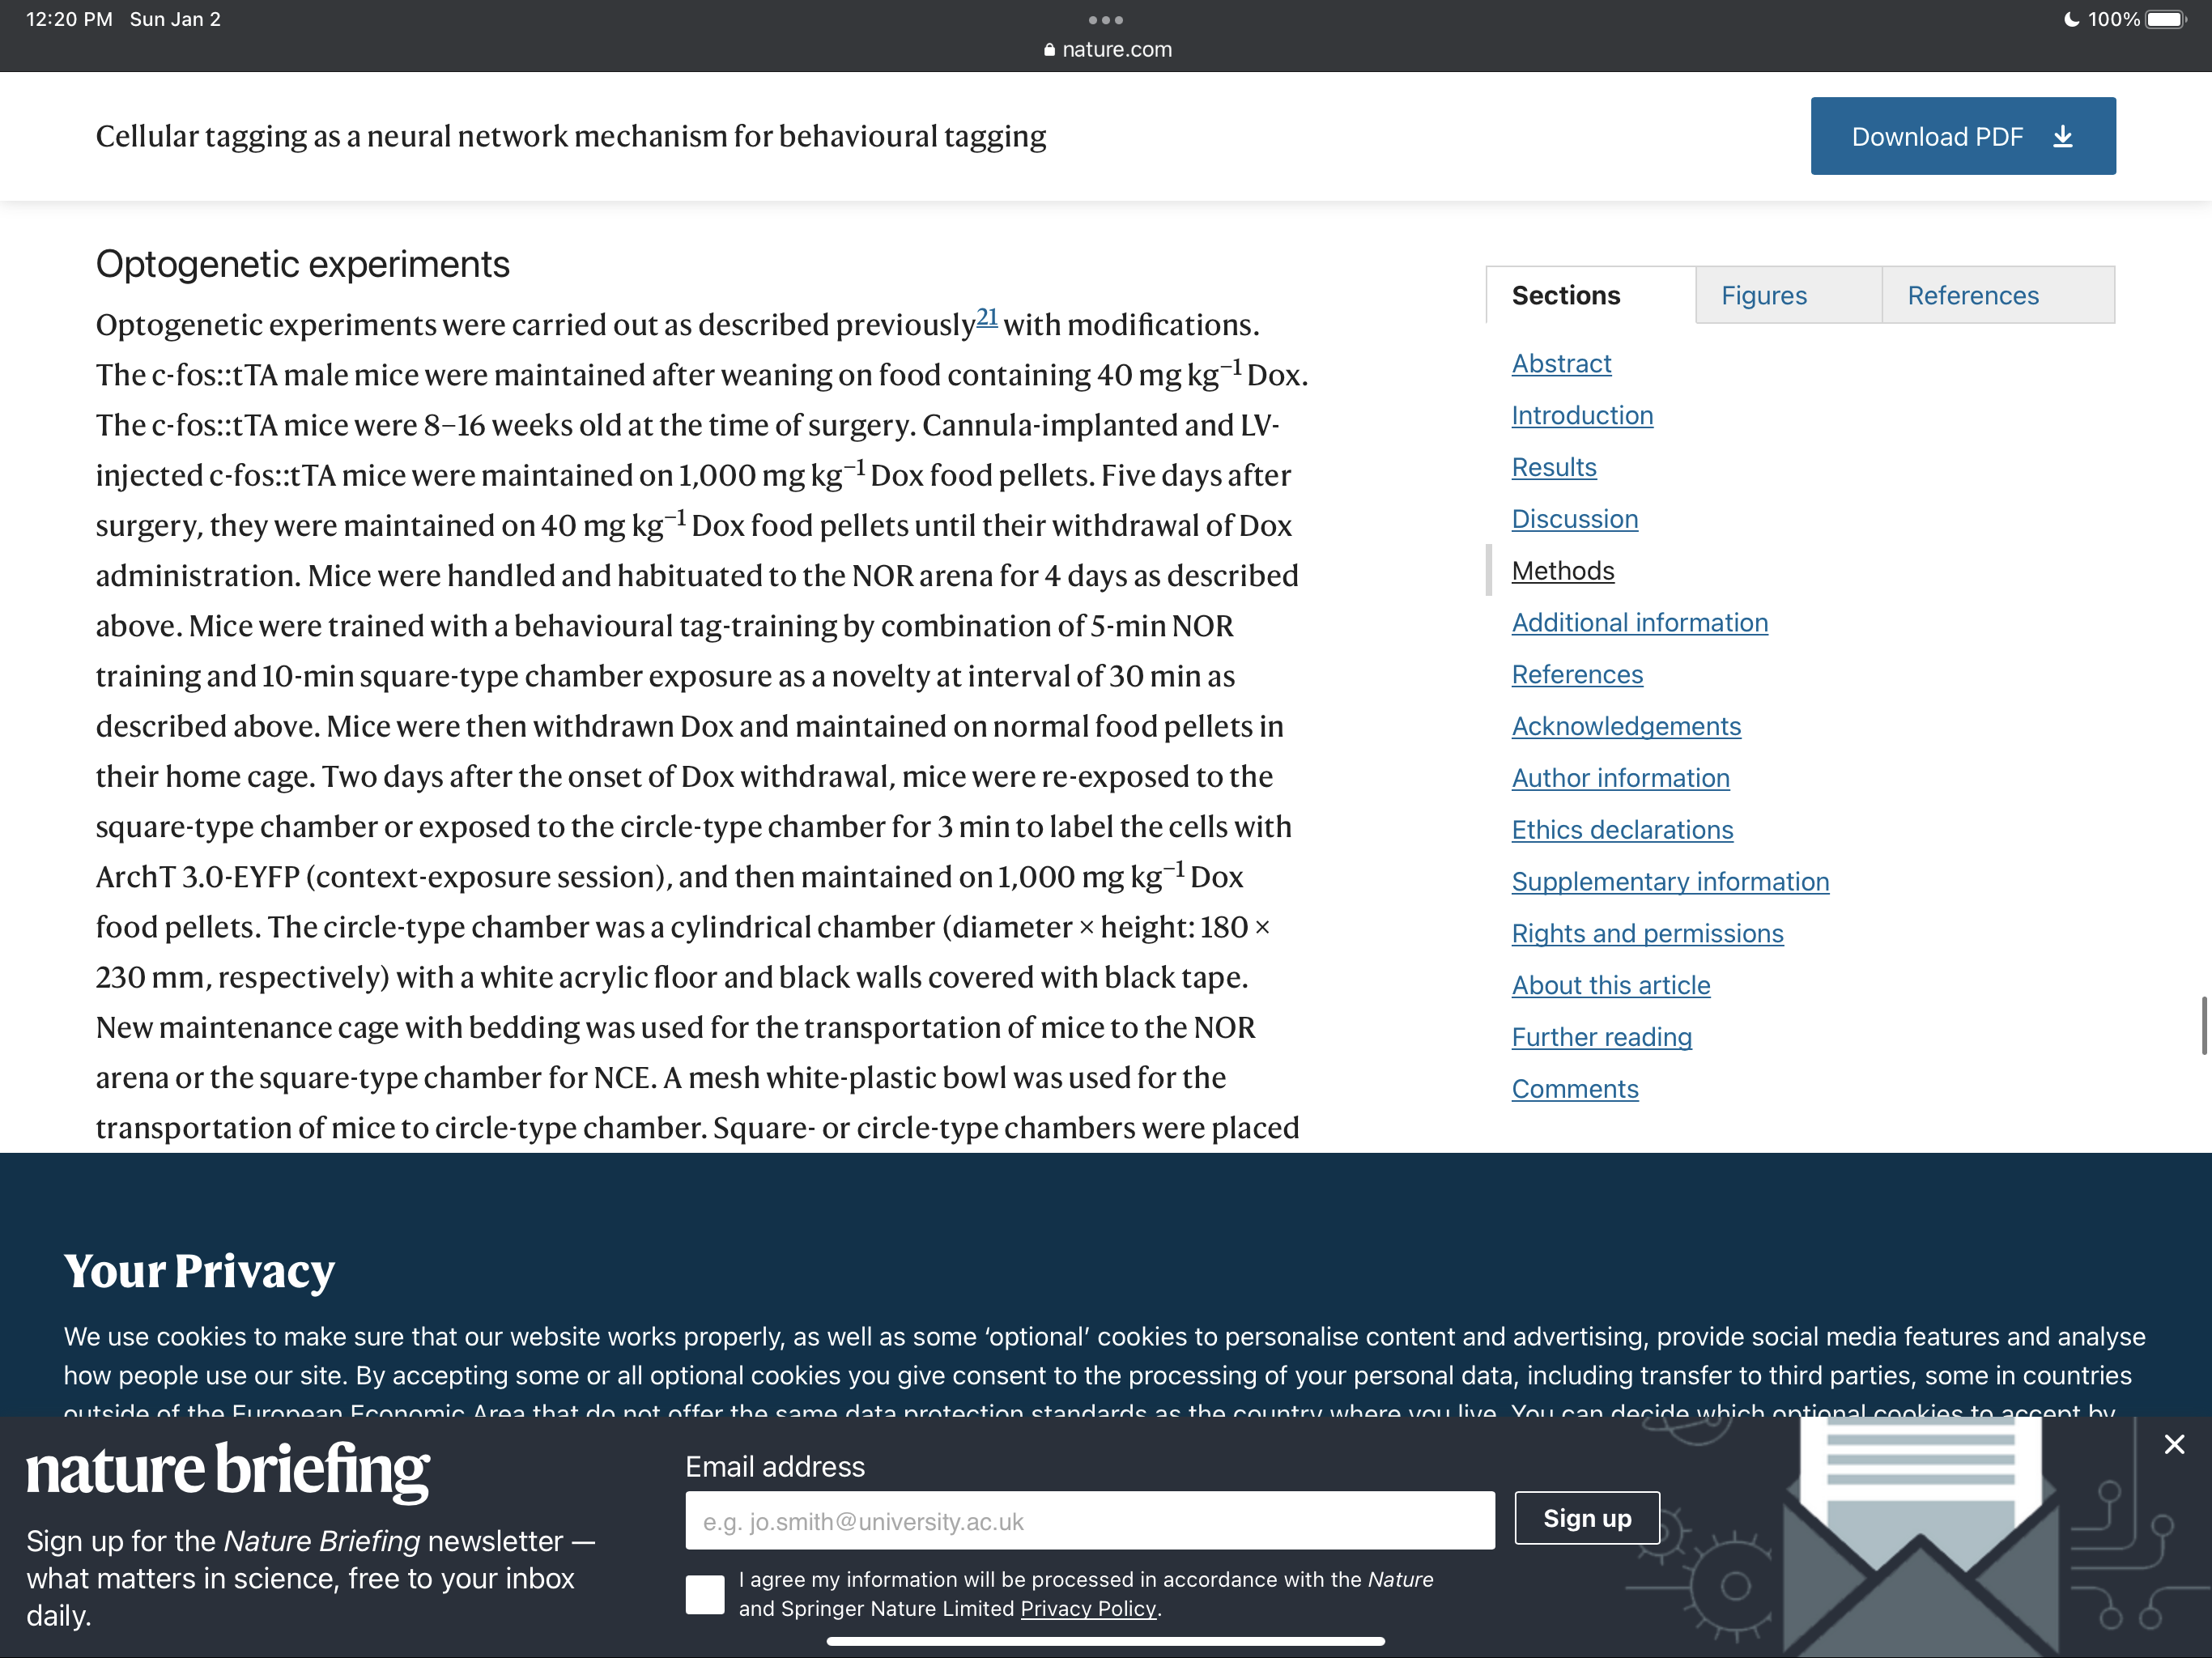 12:20 PM Sun Jan 2
100%
nature.com
Cellular tagging as a neural network mechanism for behavioural tagging
Download PDF
Optogenetic experiments
Optogenetic experiments were carried out as described previously21 with modifications.
The c-fos::tTA male mice were maintained after weaning on food containing 40 mg kg−1 Dox.
The c-fos::tTA mice were 8–16 weeks old at the time of surgery. Cannula-implanted and LV-
injected c-fos::tTA mice were maintained on 1,000 mg kg−1 Dox food pellets. Five days after
surgery, they were maintained on 40 mg kg−1 Dox food pellets until their withdrawal of Dox
administration. Mice were handled and habituated to the NOR arena for 4 days as described
above. Mice were trained with a behavioural tag-training by combination of 5-min NOR
training and 10-min square-type chamber exposure as a novelty at interval of 30 min as
described above. Mice were then withdrawn Dox and maintained on normal food pellets in
their home cage. Two days after the onset of Dox withdrawal, mice were re-exposed to the
square-type chamber or exposed to the circle-type chamber for 3 min to label the cells with
ArchT 3.0-EYFP (context-exposure session), and then maintained on 1,000 mg kg−1 Dox
food pellets. The circle-type chamber was a cylindrical chamber (diameter × height: 180 ×
230 mm, respectively) with a white acrylic floor and black walls covered with black tape.
New maintenance cage with bedding was used for the transportation of mice to the NOR
arena or the square-type chamber for NCE. A mesh white-plastic bowl was used for the
transportation of mice to circle-type chamber. Square- or circle-type chambers were placed
Sections
Figures
References
Abstract
Introduction
Results
Discussion
Methods
Additional information
References
Acknowledgements
Author information
Ethics declarations
Supplementary information
Rights and permissions
About this article
Further reading
Comments
Your Privacy
We use cookies to make sure that our website works properly, as well as some ‘optional’ cookies to personalise content and advertising, provide social media features and analyse
how people use our site. By accepting some or all optional cookies you give consent to the processing of your personal data, including transfer to third parties, some in countries
outside of the European Economic Area that do not offer the same data protection standards as the country where you live. You can decide which optional cookies to accept by
nature briefing
Sign up for the Nature Briefing newsletter —
what matters in science, free to your inbox
daily.
Email address
e.g. jo.smith@university.ac.uk
Sign up
I agree my information will be processed in accordance with the Nature
and Springer Nature Limited Privacy Policy.